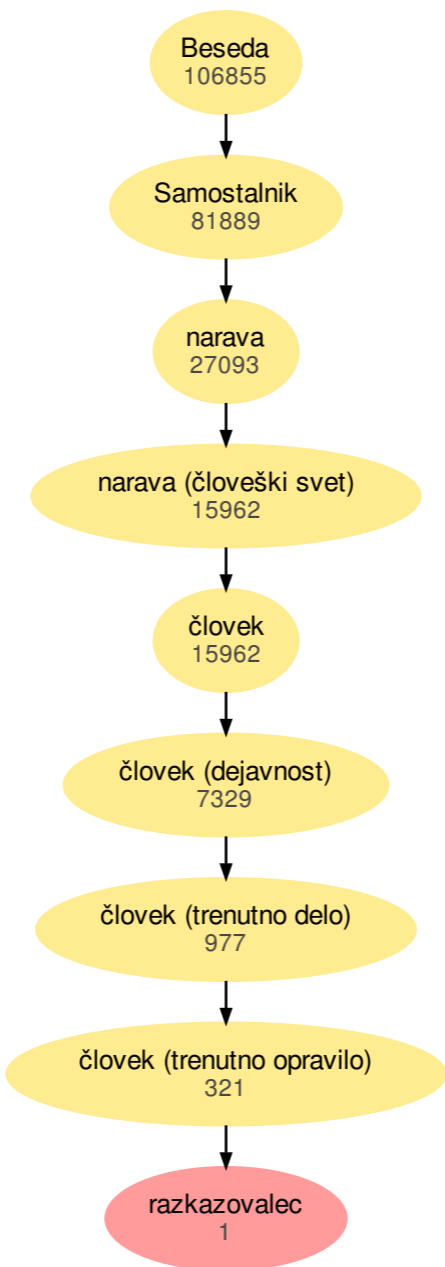 Beseda
106855
Samostalnik
81889
narava
27093
narava (človeški svet)
15962
človek
15962
človek (dejavnost)
7329
človek (trenutno delo)
977
človek (trenutno opravilo)
321
razkazovalec
1